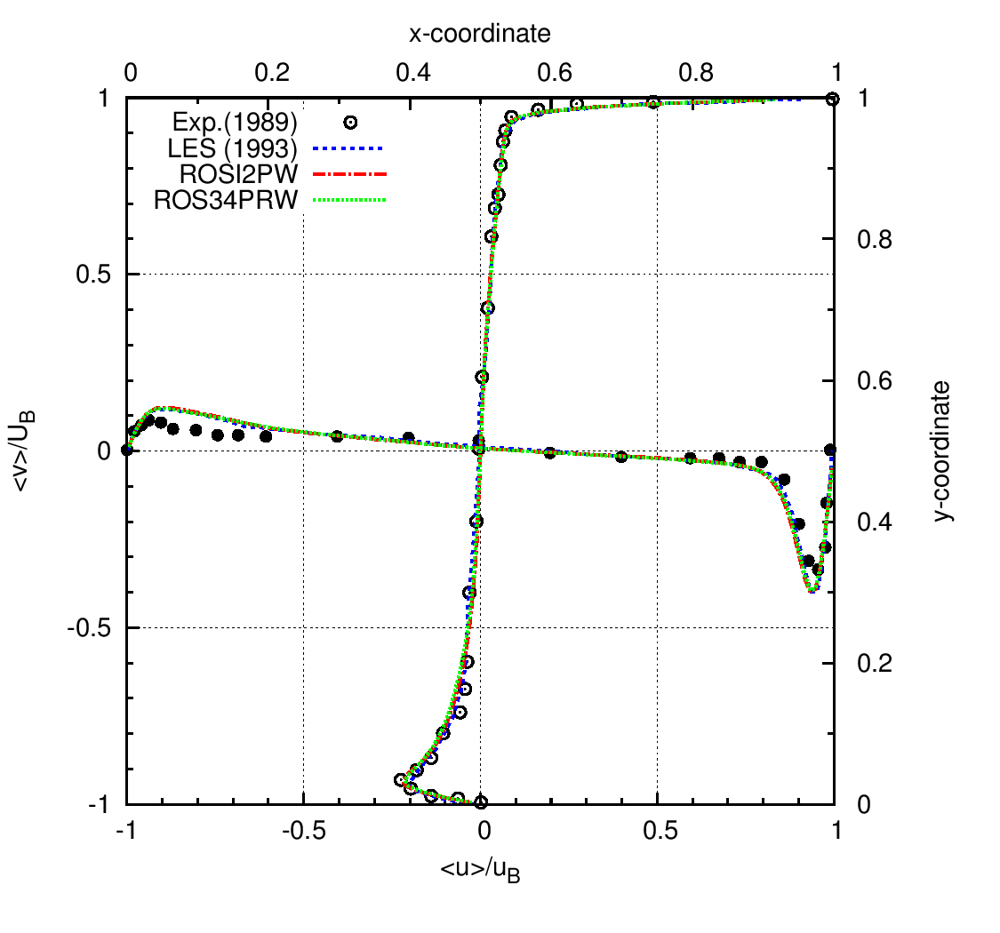 x-coordinate
0 0.2 0.4 0.6 0.8 1
1 1
Exp.(1989)
LES (1993)
ROSI2PW
ROS34PRW
0.8
0.5
0.6
0
<v>/U_B
y-coordinate
0.4
-0.5
0.2
-1 0
-1 -0.5 0 0.5 1
<u>/u_B